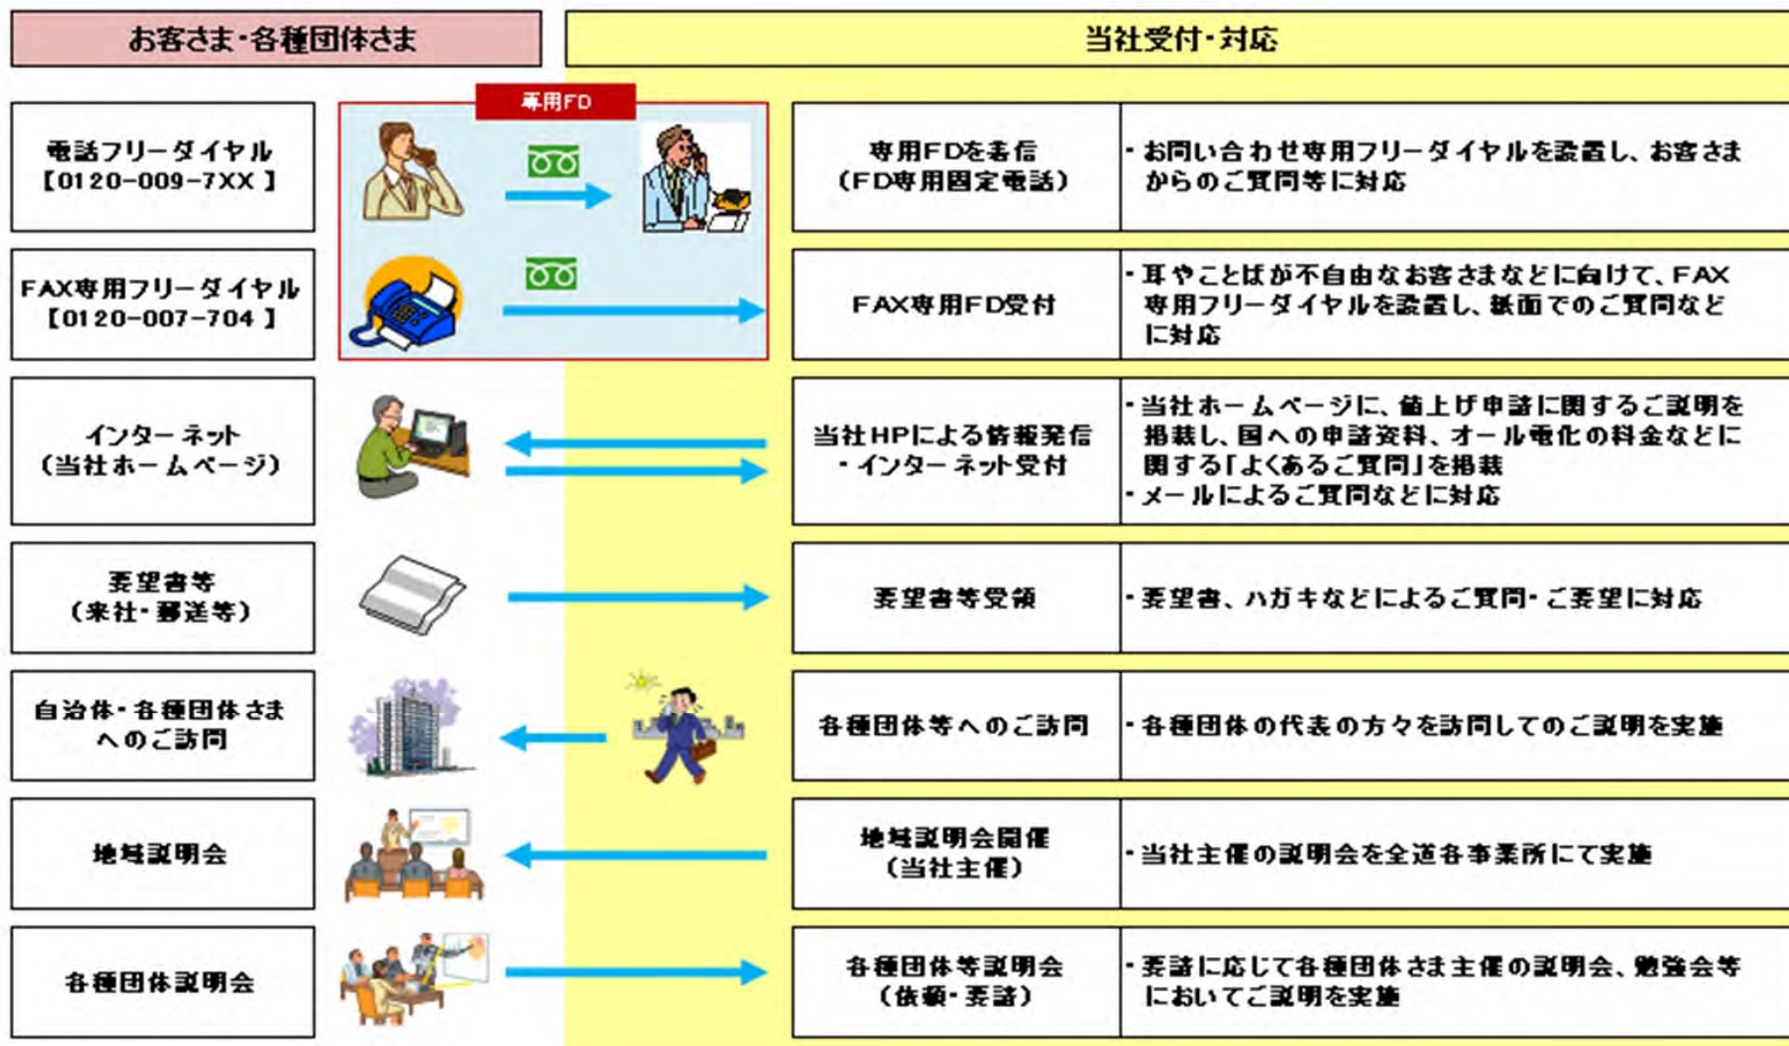 お客さま・各種団体さま
当社受付・対応
専用FD
電話フリーダイヤル
【0120-009-7XX】
専用FDを着信
(FD専用固定電話)
・お問い合わせ専用フリーダイヤルを設置し、お客さま
からのご質問等に対応
FAX専用フリーダイヤル
【0120-007-704】
FAX専用FD受付
・耳やことばが不自由なお客さまなどに向けて、FAX
専用フリーダイヤルを設置し、紙面でのご質問など
に対応
インターネット
(当社ホームページ)
当社HPによる情報発信
・インターネット受付
・当社ホームページに、値上げ申請に関するご説明を
掲載し、国への申請資料、オール電化の料金などに
関する「よくあるご質問」を掲載
・メールによるご質問などに対応
要望書等
(来社・郵送等)
要望書等受領
・要望書、ハガキなどによるご質問・ご要望に対応
自治体・各種団体さま
へのご訪問
各種団体等へのご訪問
・各種団体の代表の方々を訪問してのご説明を実施
地域説明会
地域説明会開催
(当社主催)
・当社主催の説明会を全道各事業所にて実施
各種団体説明会
各種団体等説明会
(依頼・要請)
・要請に応じて各種団体さま主催の説明会、勉強会等
においてご説明を実施